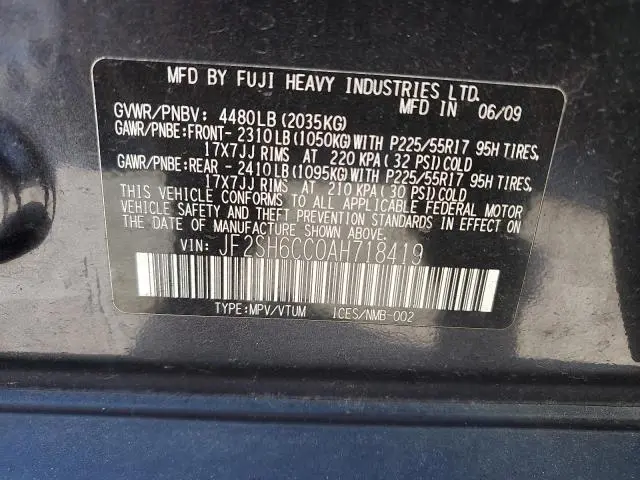 MFD BY FUJI HEAVY INDUSTRIES LTD.
MFD IN 06/09
GVWR/PNBV: 4480LB (2035KG)
GAWR/PNBE:FRONT- 2310LB(1050KG)WITH P225/55R17 95H TIRES,
17X7JJ RIMS AT 220 KPA ( 32 PSI)COLD
GAWR/PNBE:REAR - 2410LB(1095KG)WITH P225/55R17 95H TIRES,
17X7JJ RIMS AT 210 KPA ( 30 PSI)COLD
THIS VEHICLE CONFORMS TO ALL APPLICABLE FEDERAL MOTOR
VEHICLE SAFETY AND THEFT PREVENTION STANDARDS IN EFFECT
ON THE DATE OF MANUFACTURE SHOWN ABOVE.
VIN: JF2SH6CC0AH718419
TYPE:MPV/VTUM ICES/NMB-002